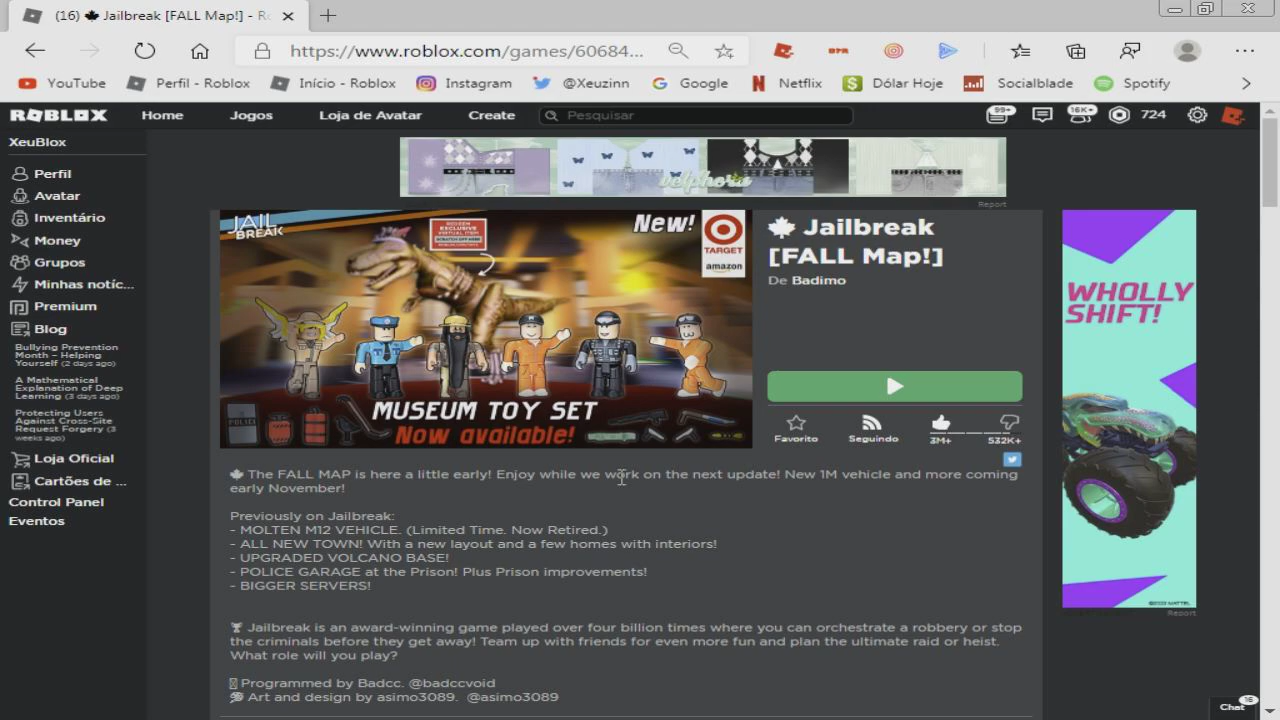 (16) 🍁 Jailbreak [FALL Map!] - Ro
https://www.roblox.com/games/60684...
YouTube
Perfil - Roblox
Início - Roblox
Instagram
@Xeuzinn
Google
Netflix
Dólar Hoje
Socialblade
Spotify
ROBLOX
Home
Jogos
Loja de Avatar
Create
Pesquisar
99+
16K+
724
XeuBlox
Perfil
Avatar
Inventário
Money
Grupos
Minhas notíc...
Premium
Blog
Bullying Prevention
Month – Helping
Yourself (2 days ago)
A Mathematical
Explanation of Deep
Learning (3 days ago)
Protecting Users
Against Cross-Site
Request Forgery (3
weeks ago)
Loja Oficial
Cartões de ...
Control Panel
Eventos
velphora
Report
JAIL
BREAK
REDEEM
EXCLUSIVE
VIRTUAL ITEM
New!
TARGET
amazon
POLICE
MUSEUM TOY SET
Now available!
🍁 Jailbreak
[FALL Map!]
De Badimo
Favorito
Seguindo
3M+
532K+
🍁 The FALL MAP is here a little early! Enjoy while we work on the next update! New 1M vehicle and more coming
early November!
Previously on Jailbreak:
- MOLTEN M12 VEHICLE. (Limited Time. Now Retired.)
- ALL NEW TOWN! With a new layout and a few homes with interiors!
- UPGRADED VOLCANO BASE!
- POLICE GARAGE at the Prison! Plus Prison improvements!
- BIGGER SERVERS!
🏆 Jailbreak is an award-winning game played over four billion times where you can orchestrate a robbery or stop
the criminals before they get away! Team up with friends for even more fun and plan the ultimate raid or heist.
What role will you play?
Programmed by Badcc. @badccvoid
Art and design by asimo3089. @asimo3089
WHOLLY
SHIFT!
MATTEL
Report
Chat
16